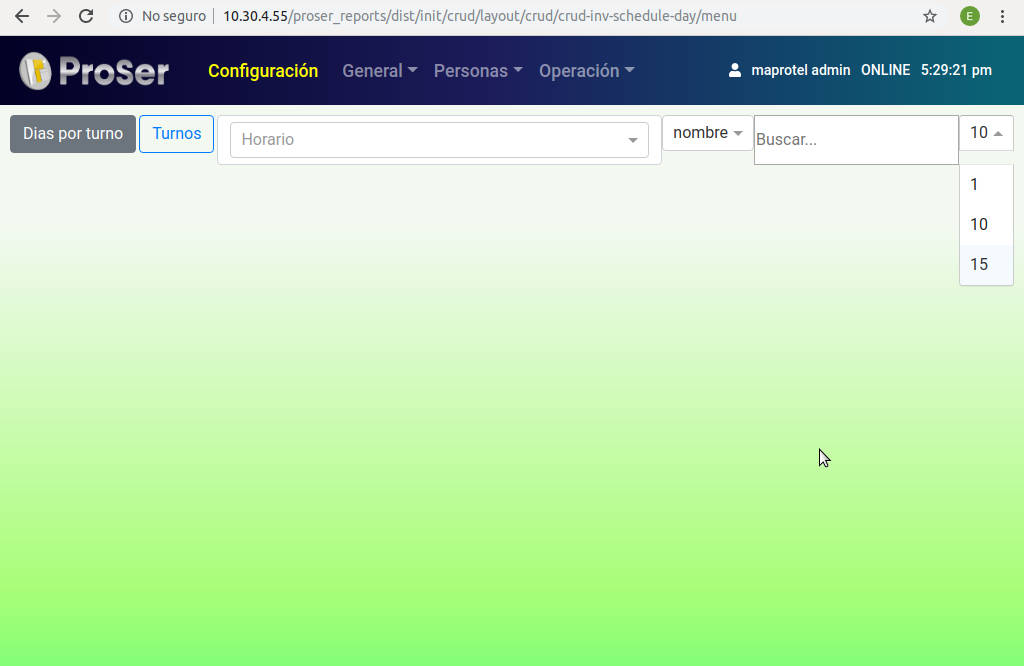 No seguro 10.30.4.55/proser_reports/dist/init/crud/layout/crud/crud-inv-schedule-day/menu E
ProSer Configuración General Personas Operación maprotel admin ONLINE 5:29:21 pm
Dias por turno Turnos Horario nombre Buscar... 10
1
10
15